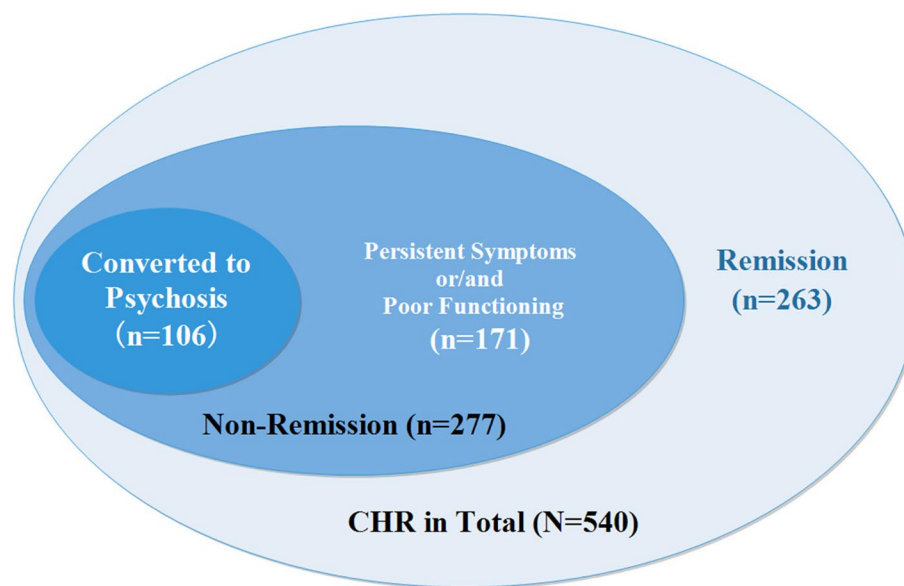 Converted to
Psychosis
（n=106）
Persistent Symptoms
or/and
Poor Functioning
(n=171)
Remission
(n=263)
Non-Remission (n=277)
CHR in Total (N=540)